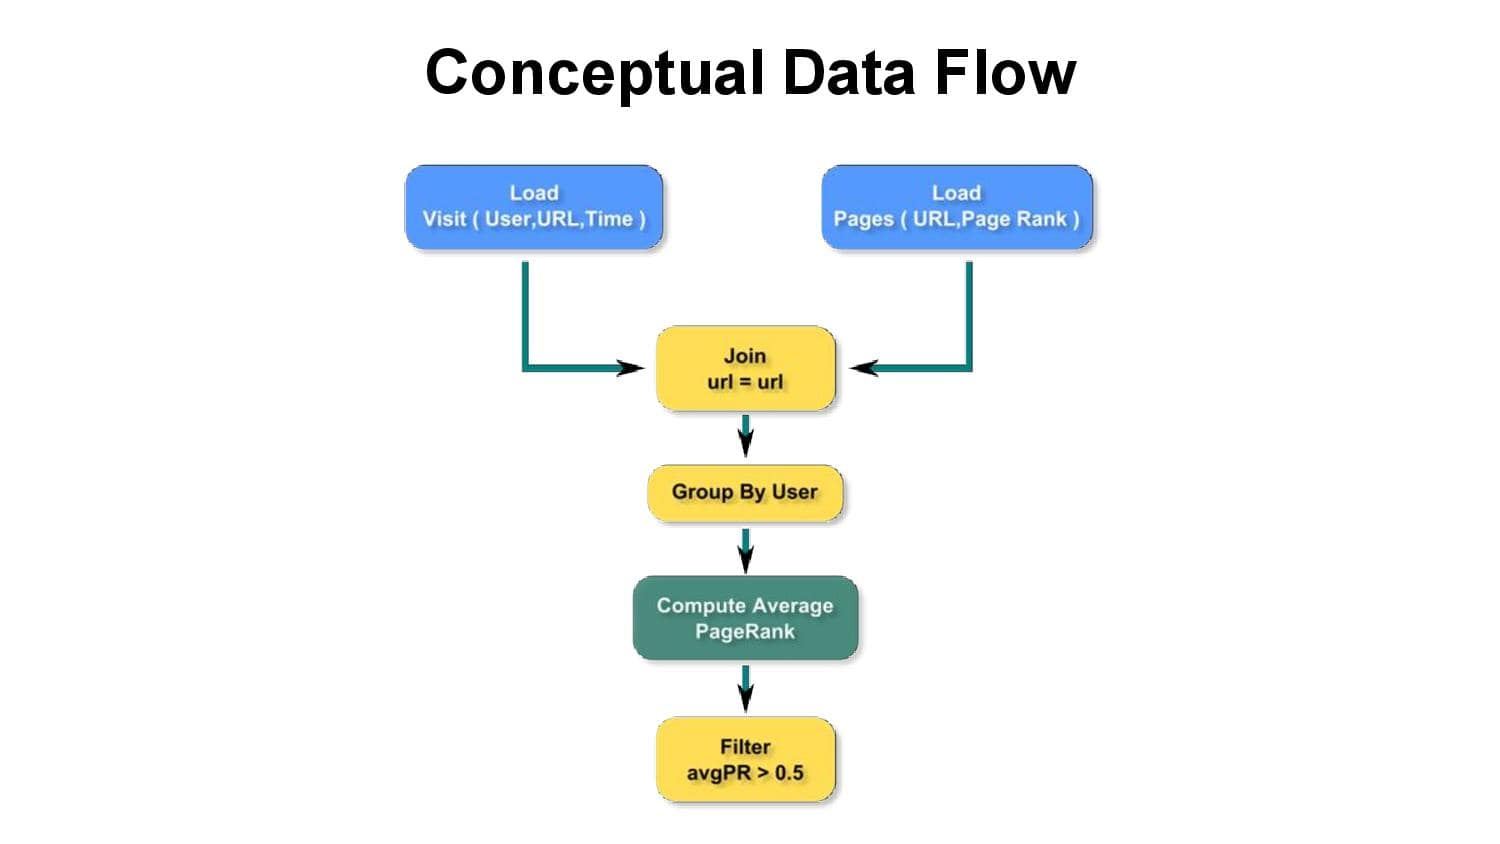 Conceptual Data Flow
Load
Visit ( User,URL,Time )
Load
Pages ( URL,Page Rank )
Join
url = url
Group By User
Compute Average
PageRank
Filter
avgPR > 0.5